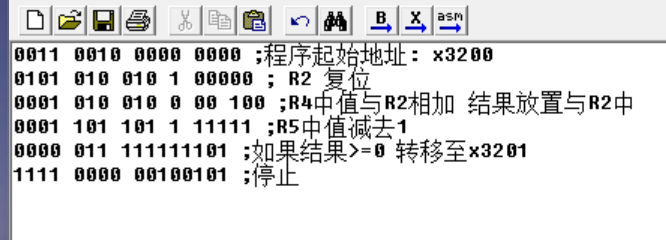 B X asm
0011 0010 0000 0000 ;程序起始地址: x3200
0101 010 010 1 00000 ; R2 复位
0001 010 010 0 00 100 ;R4中值与R2相加 结果放置与R2中
0001 101 101 1 11111 ;R5中值减去1
0000 011 111111101 ;如果结果>=0 转移至x3201
1111 0000 00100101 ;停止